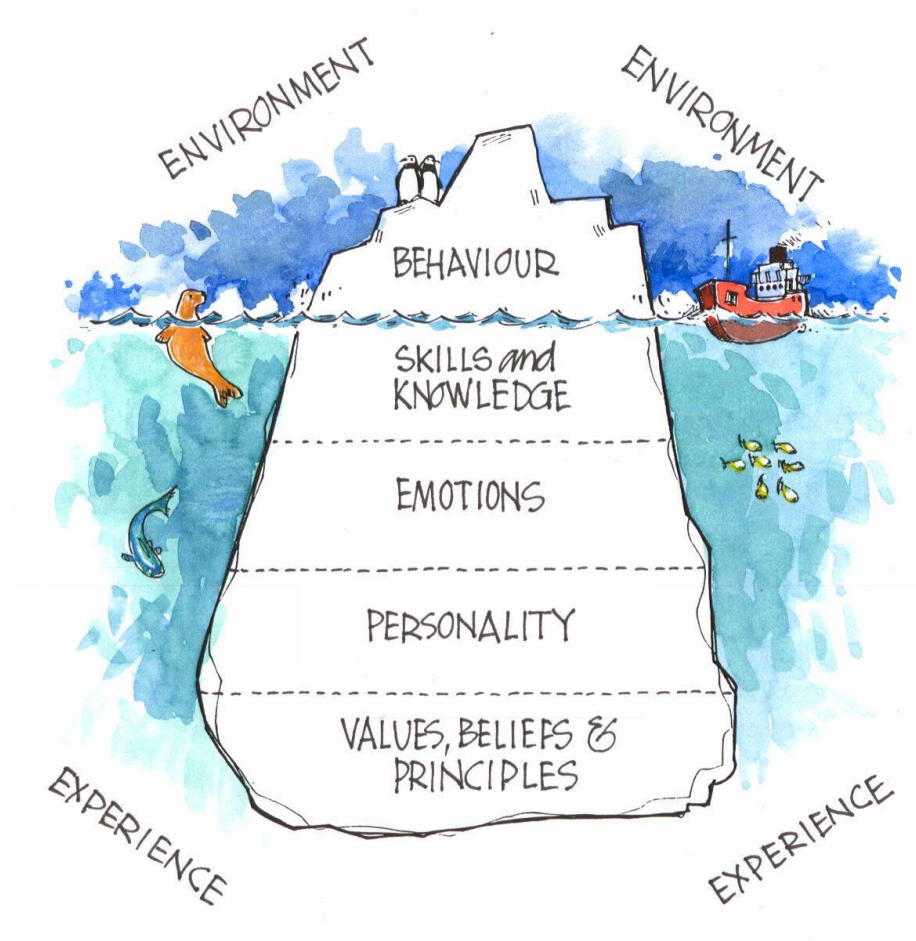 ENVIRONMENT
ENVIRONMENT
BEHAVIOUR
SKILLS and
KNOWLEDGE
EMOTIONS
PERSONALITY
VALUES, BELIEFS &
PRINCIPLES
EXPERIENCE
EXPERIENCE